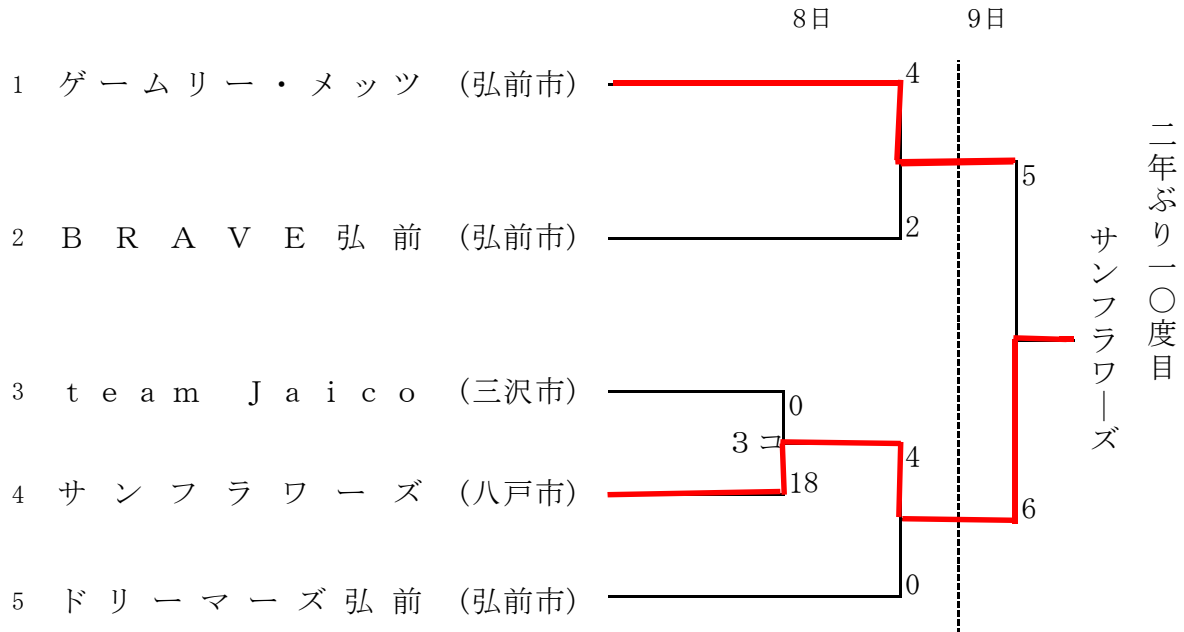 8日 9日
1 ゲームリー・メッツ (弘前市)
4
5
2 BRAVE弘前 (弘前市)
2
3 team Jaico (三沢市)
0
3コ
4 サンフラワーズ (八戸市)
18
4
6
5 ドリーマーズ弘前 (弘前市)
0
二年ぶり一〇度目
サンフラワーズ